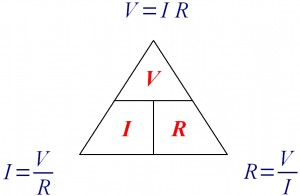 V = I R
V
I R
I = V/R
R = V/I